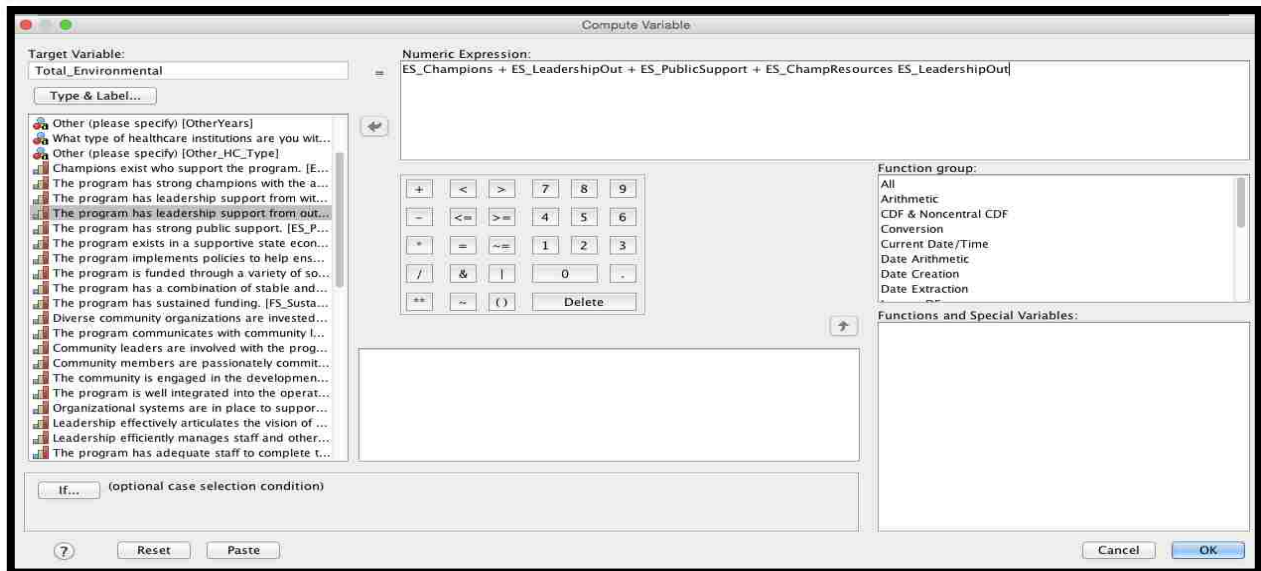 Compute Variable
Target Variable:
Total_Environmental
=
Numeric Expression:
ES_Champions + ES_LeadershipOut + ES_PublicSupport + ES_ChampResources ES_LeadershipOut
Type & Label...
Other (please specify) [OtherYears]
What type of healthcare institutions are you wit...
Other (please specify) [Other_HC_Type]
Champions exist who support the program. [E...
The program has strong champions with the a...
The program has leadership support from wit...
The program has leadership support from out...
The program has strong public support. [ES_P...
The program exists in a supportive state econ...
The program implements policies to help ens...
The program is funded through a variety of so...
The program has a combination of stable and...
The program has sustained funding. [FS_Susta...
Diverse community organizations are invested...
The program communicates with community l...
Community leaders are involved with the prog...
Community members are passionately commit...
The community is engaged in the developmen...
The program is well integrated into the operat...
Organizational systems are in place to suppor...
Leadership effectively articulates the vision of ...
Leadership efficiently manages staff and other...
The program has adequate staff to complete t...
+ < > 7 8 9
- <= >= 4 5 6
* = ~= 1 2 3
/ & | 0 .
** ~ () Delete
Function group:
All
Arithmetic
CDF & Noncentral CDF
Conversion
Current Date/Time
Date Arithmetic
Date Creation
Date Extraction
Functions and Special Variables:
If... (optional case selection condition)
? Reset Paste Cancel OK